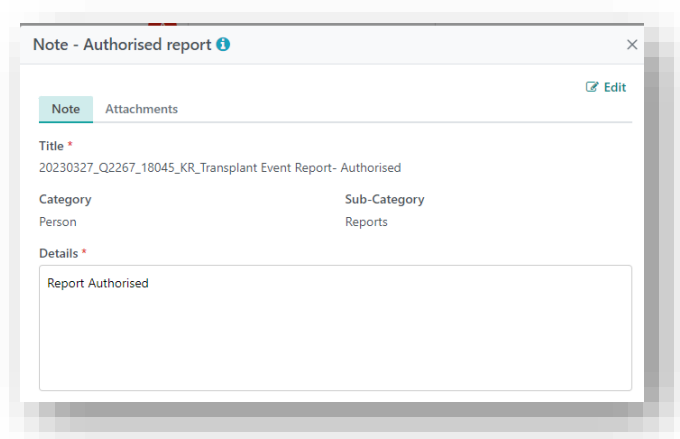 Note - Authorised report
Edit
Note Attachments
Title *
20230327_Q2267_18045_KR_Transplant Event Report- Authorised
Category Sub-Category
Person Reports
Details *
Report Authorised